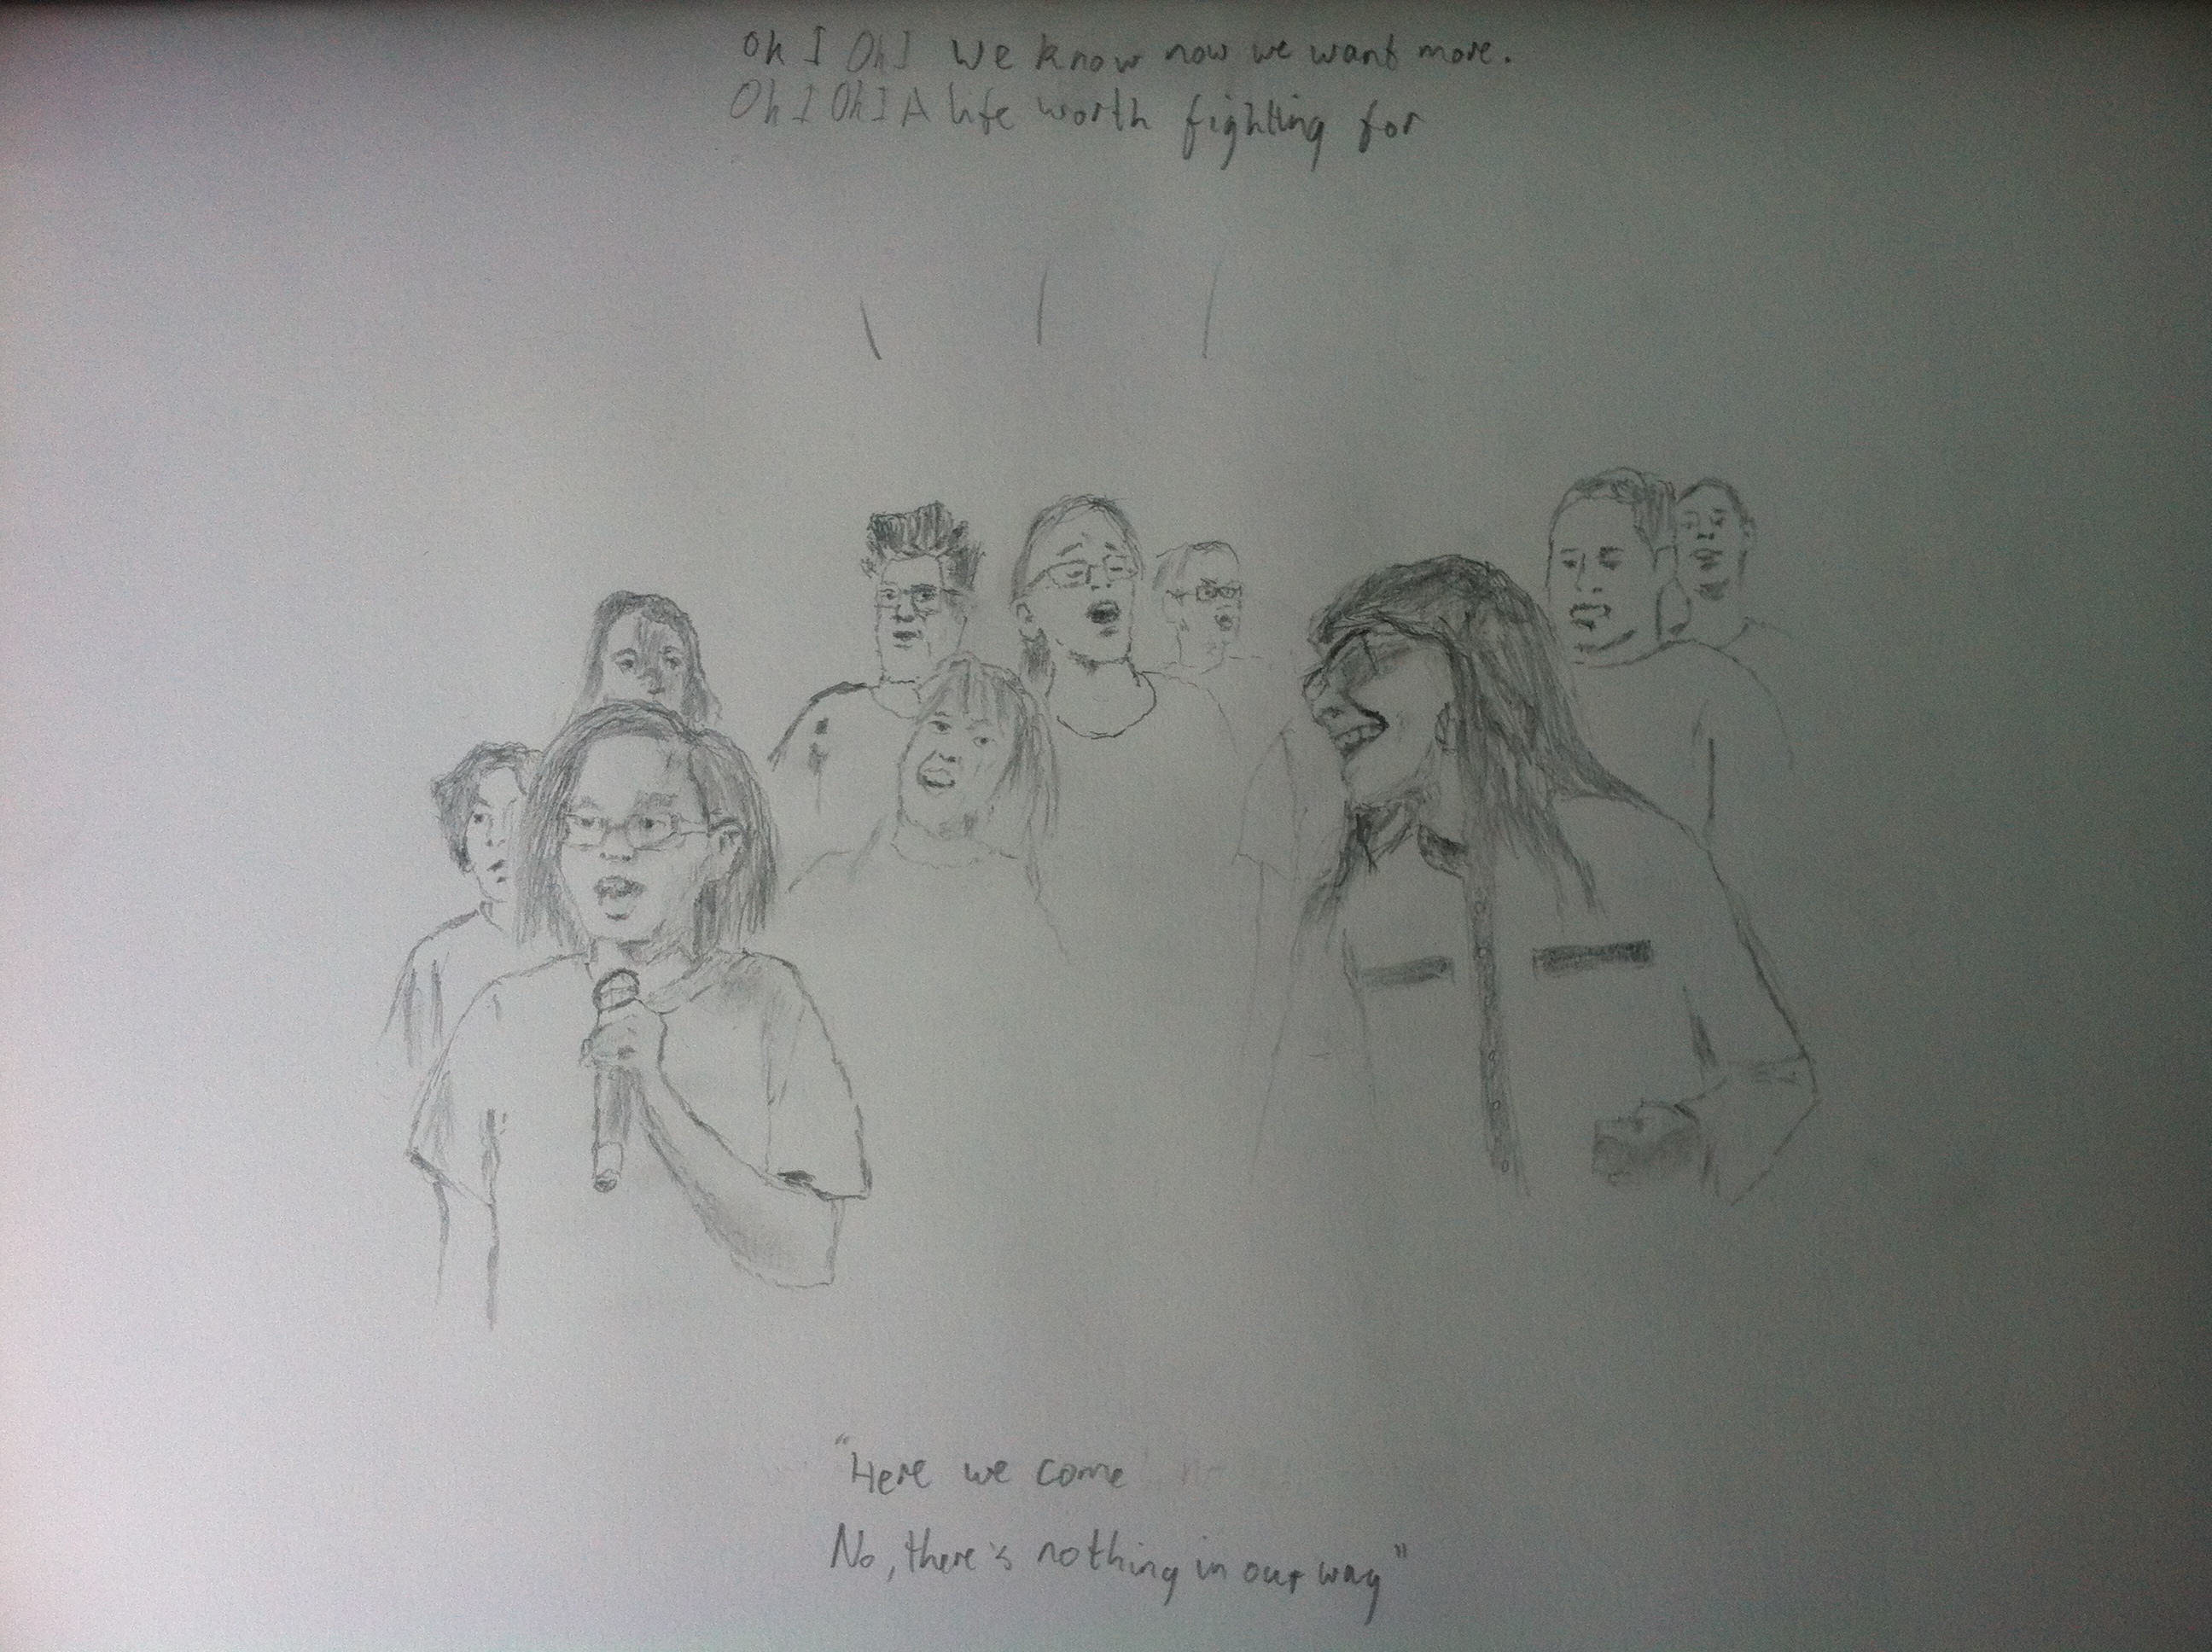 Oh I Oh I We know now we want more.
Oh I Oh I A life worth fighting for
"Here we come
No, there's nothing in our way"